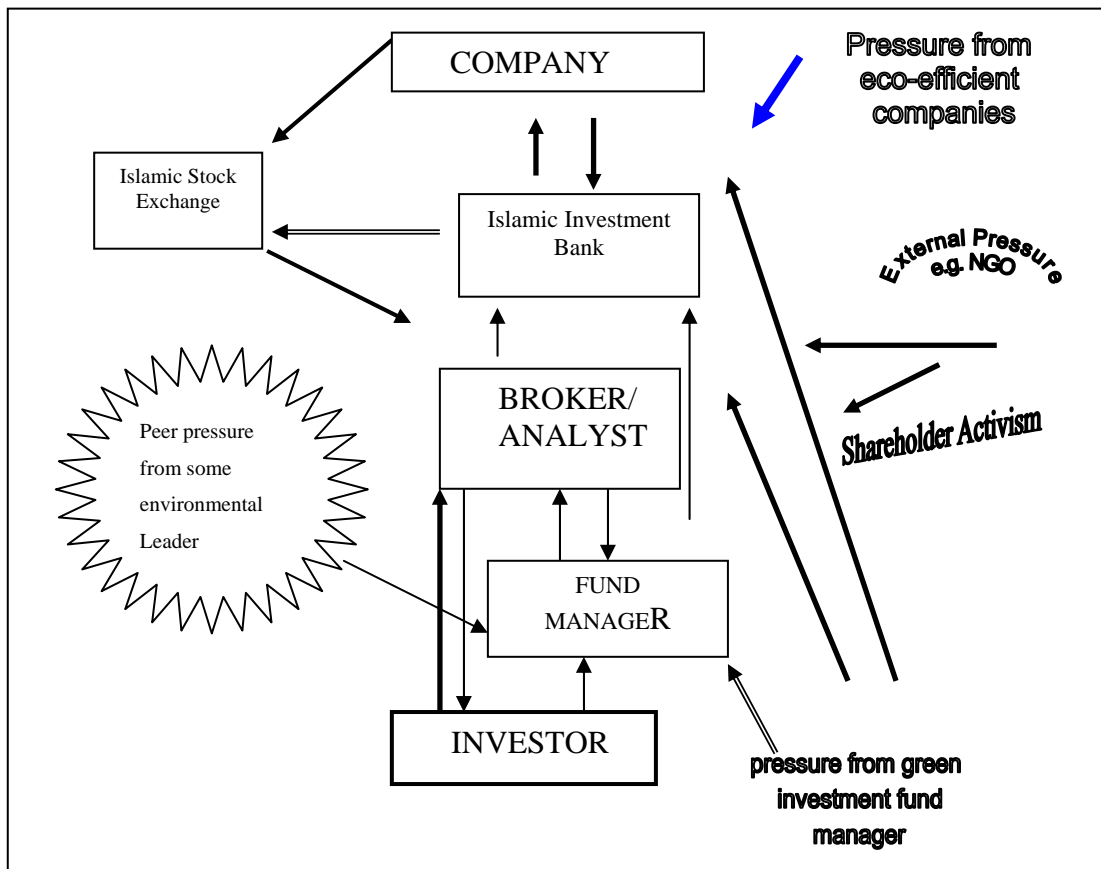 COMPANY
Pressure from
eco-efficient
companies
Islamic Stock
Exchange
Islamic Investment
Bank
External Pressure
e.g. NGO
BROKER/
ANALYST
Shareholder Activism
Peer pressure
from some
environmental
Leader
FUND
MANAGER
INVESTOR
pressure from green
investment fund
manager